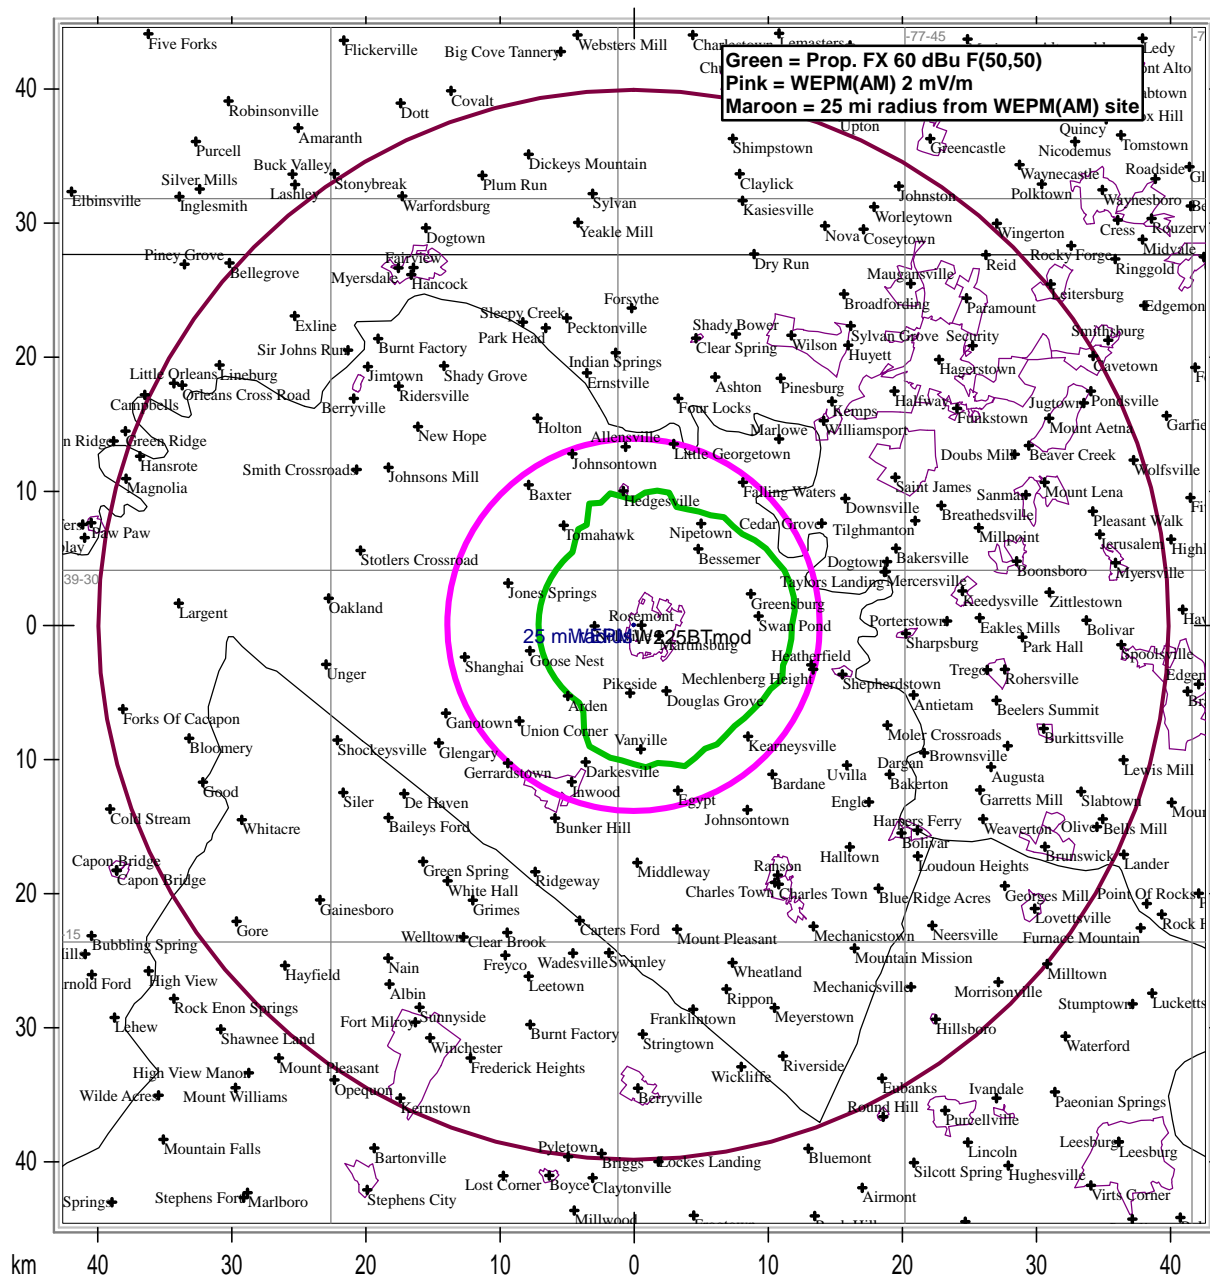 Five Forks
Flickerville
Big Cove Tannery
Websters Mill
Charlestown
Lemasters
-77-45
Ledy
-7
Green = Prop. FX 60 dBu F(50,50)
Pink = WEPM(AM) 2 mV/m
Maroon = 25 mi radius from WEPM(AM) site
40
Robinsonville
Dott
Covalt
Upton
Amaranth
Purcell
Dickeys Mountain
Shimpstown
Greencastle
Quincy
Nicodemus
Tomstown
Buck Valley
Silver Mills
Lashley
Stonybreak
Plum Run
Claylick
Waynecastle
Roadside
Polktown
Elbinsville
Inglesmith
Warfordsburg
Sylvan
Kasiesville
Johnston
Waynesboro
Worleytown
30
Dogtown
Yeakle Mill
Nova
Coseytown
Wingerton
Cress
Midvale
Rocky Forge
Piney Grove
Bellegrove
Fairview
Myersdale
Hancock
Dry Run
Reid
Ringgold
Maugansville
Leitersburg
Exline
Sleepy Creek
Forsythe
Broadfording
Paramount
Pecktonville
Park Head
Shady Bower
Clear Spring
Wilson
Sylvan Grove
Security
Smithsburg
Sir Johns Run
Burnt Factory
Huyett
20
Indian Springs
Hagerstown
Cavetown
Little Orleans
Lineburg
Jimtown
Shady Grove
Ernstville
Orleans Cross Road
Ridersville
Ashton
Pinesburg
Campbells
Berryville
Four Locks
Kemps
Halfway
Jugtown
Pondsville
Funkstown
Holton
New Hope
Marlowe
Williamsport
Mount Aetna
n Ridge
Green Ridge
Allensville
Hansrote
Johnsontown
Little Georgetown
Doubs Mill
Beaver Creek
Smith Crossroads
Johnsons Mill
Wolfsville
Magnolia
Baxter
Falling Waters
Saint James
Mount Lena
10
Hedgesville
Downsville
Sanmar
Breathedsville
Paw Paw
Tomahawk
Nipetown
Cedar Grove
Tilghmanton
Millpoint
Pleasant Walk
Jerusalem
Stotlers Crossroad
Bessemer
Dogtown
Bakersville
39-30
Jones Springs
Taylors Landing
Mercersville
Boonsboro
Myersville
Largent
Oakland
Greensburg
Keedysville
Zittlestown
0
Rosemont
Swan Pond
Porterstown
Eakles Mills
Bolivar
25 mi
W225BTmod
Martinsburg
Sharpsburg
Park Hall
Spoolsville
Shanghai
Goose Nest
Heatherfield
Unger
Mechlenberg Height
Shepherdstown
Trego
Rohersville
Pikeside
Arden
Douglas Grove
Antietam
Beelers Summit
Forks Of Cacapon
Ganotown
Union Corner
Moler Crossroads
Burkittsville
Bloomery
Shockeysville
Glengary
Vanville
Kearneysville
Brownsville
10
Gerrardstown
Darkesville
Uvilla
Dargan
Lewis Mill
Good
Inwood
Bardane
Bakerton
Augusta
Siler
De Haven
Egypt
Engle
Garretts Mill
Slabtown
Cold Stream
Whitacre
Baileys Ford
Bunker Hill
Johnsontown
Harpers Ferry
Weaverton
Olive
Bells Mill
Bolivar
Capon Bridge
Capon Bridge
Green Spring
Middleway
Ranson
Halltown
Loudoun Heights
Brunswick
Lander
White Hall
Ridgeway
Charles Town
Charles Town
20
Gainesboro
Grimes
Blue Ridge Acres
Georges Mill
Point Of Rocks
Lovettsville
Gore
Carters Ford
Mount Pleasant
Mechanicstown
Neersville
Furnace Mountain
-15
Bubbling Spring
Welltown
Clear Brook
Nain
Freyco
Wadesville
Swimley
Mountain Mission
Milltown
High View
Hayfield
Wheatland
Albin
Leetown
Mechanicsville
Morrisonville
Rock Enon Springs
Rippon
Meyerstown
Stumptown
Lucketts
Franklintown
30
Lehew
Shawnee Land
Fort Milroy
Sunnyside
Burnt Factory
Stringtown
Hillsboro
Winchester
Waterford
High View Manor
Mount Pleasant
Frederick Heights
Riverside
Wickliffe
Wilde Acres
Mount Williams
Opequon
Eubanks
Ivandale
Kernstown
Berryville
Round Hill
Purcellville
Paeonian Springs
Mountain Falls
Lincoln
Leesburg
Leesburg
Bartonville
Pyletown
Briggs
Lockes Landing
Bluemont
40
Silcott Spring
Hughesville
Springs
Stephens Fort
Marlboro
Stephens City
Lost Corner
Boyce
Claytonville
Airmont
Virts Corner
Millwood
km
40
30
20
10
0
10
20
30
40